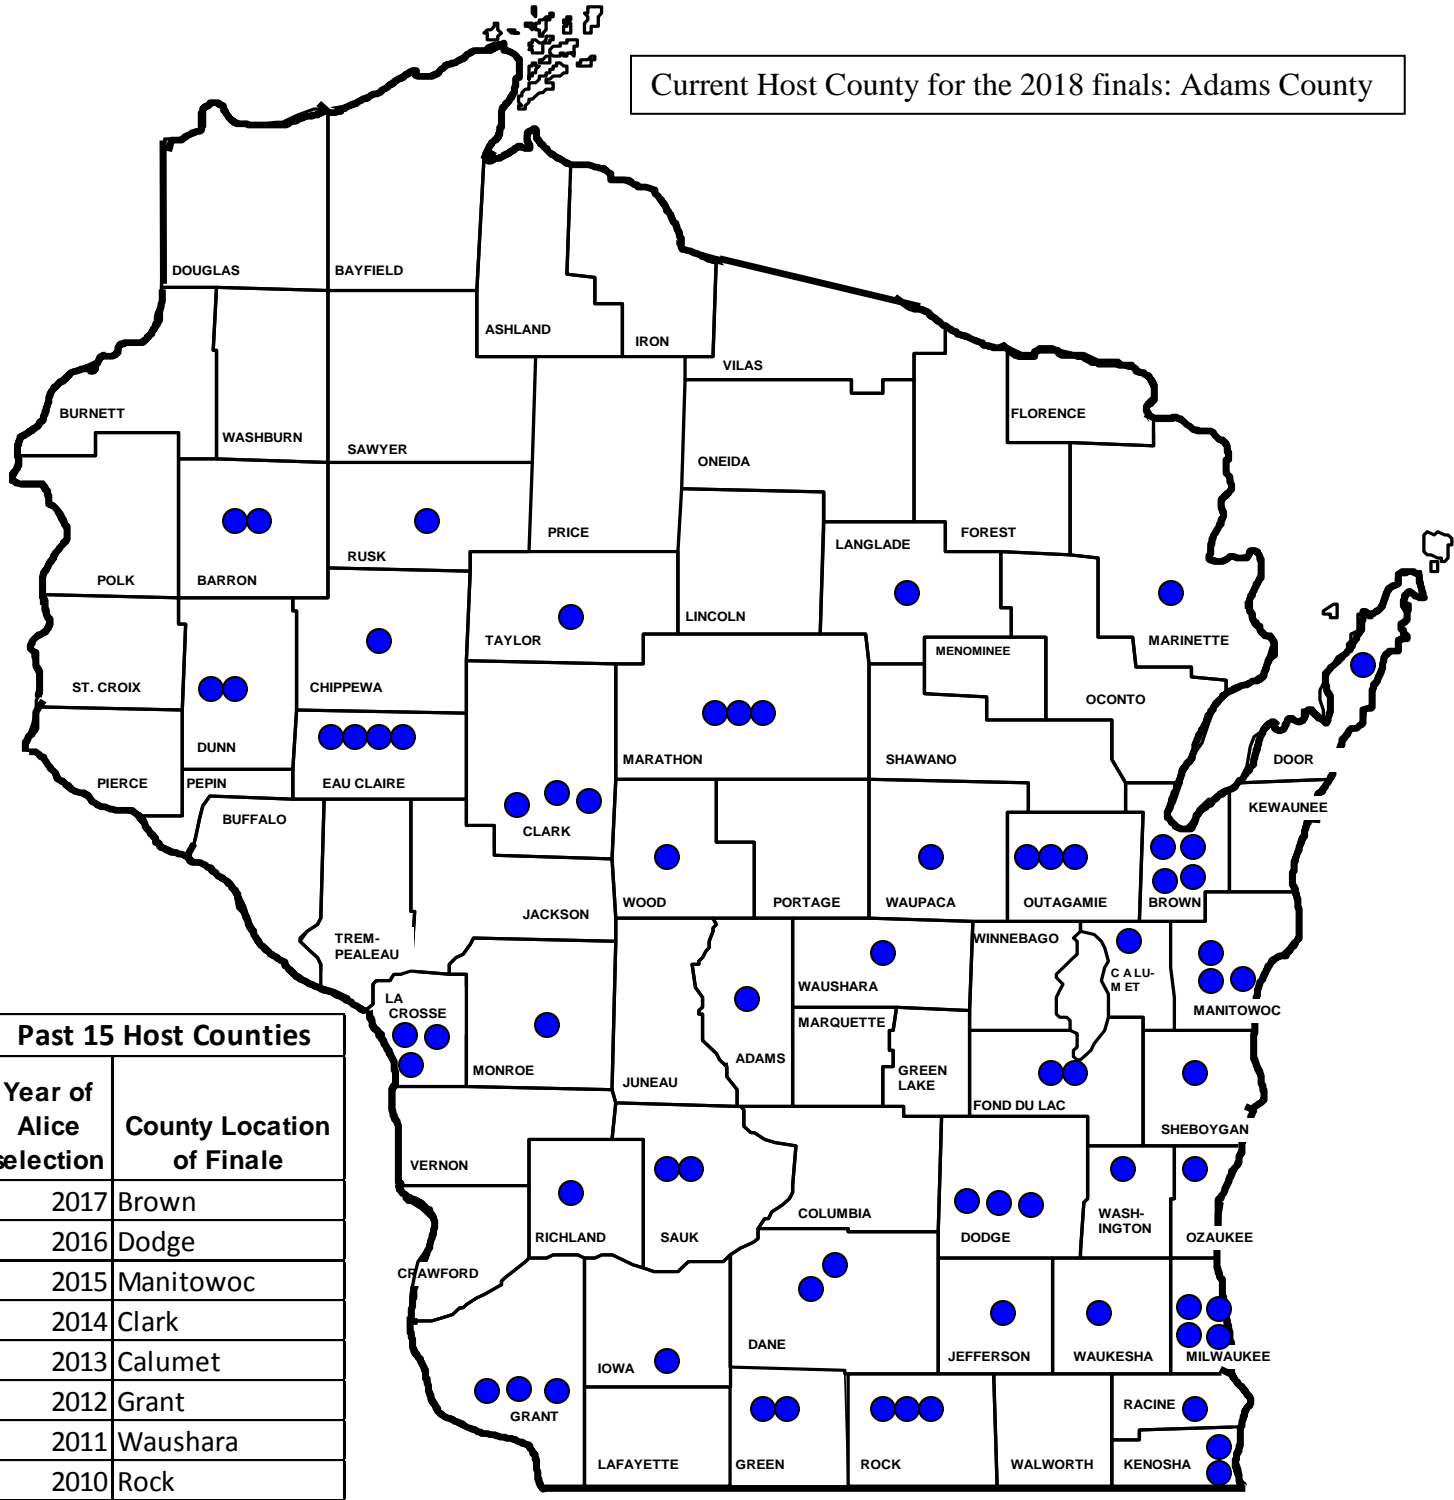 Current Host County for the 2018 finals: Adams County
DOUGLAS
BAYFIELD
ASHLAND
IRON
VILAS
BURNETT
WASHBURN
SAWYER
FLORENCE
ONEIDA
PRICE
FOREST
LANGLADE
RUSK
POLK
BARRON
LINCOLN
TAYLOR
MARINETTE
MENOMINEE
ST. CROIX
CHIPPEWA
OCONTO
DUNN
MARATHON
SHAWANO
DOOR
PIERCE
PEPIN
EAU CLAIRE
KEWAUNEE
BUFFALO
CLARK
WOOD
PORTAGE
WAUPACA
OUTAGAMIE
BROWN
JACKSON
TREM-
PEALEAU
WINNEBAGO
WAUSHARA
CALU-
MET
LA
CROSSE
MANITOWOC
MARQUETTE
ADAMS
MONROE
JUNEAU
GREEN
LAKE
FOND DU LAC
SHEBOYGAN
VERNON
COLUMBIA
WASH-
INGTON
RICHLAND
SAUK
DODGE
OZAUKEE
CRAWFORD
DANE
IOWA
JEFFERSON
WAUKESHA
MILWAUKEE
GRANT
RACINE
LAFAYETTE
GREEN
ROCK
WALWORTH
KENOSHA
Past 15 Host Counties
Year of
Alice
selection
County Location
of Finale
2017 Brown
2016 Dodge
2015 Manitowoc
2014 Clark
2013 Calumet
2012 Grant
2011 Waushara
2010 Rock